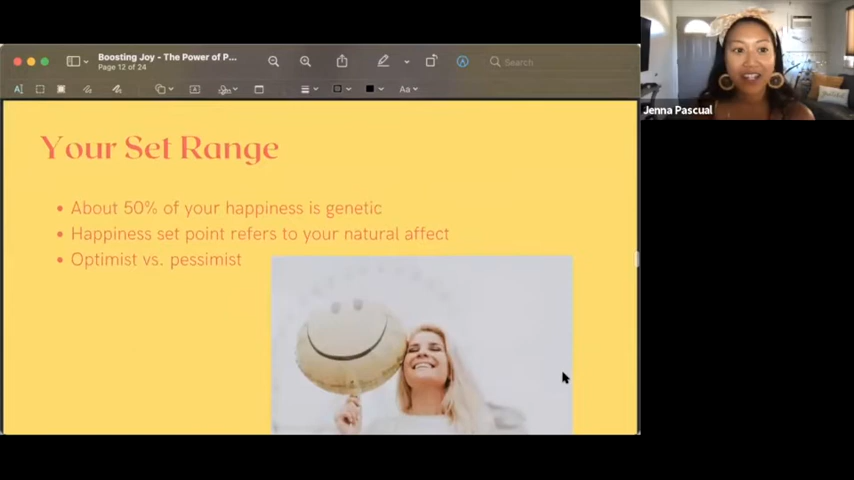 Boosting Joy - The Power of P...
Page 12 of 24
Search
Aa
Jenna Pascual
Your Set Range
• About 50% of your happiness is genetic
• Happiness set point refers to your natural affect
• Optimist vs. pessimist